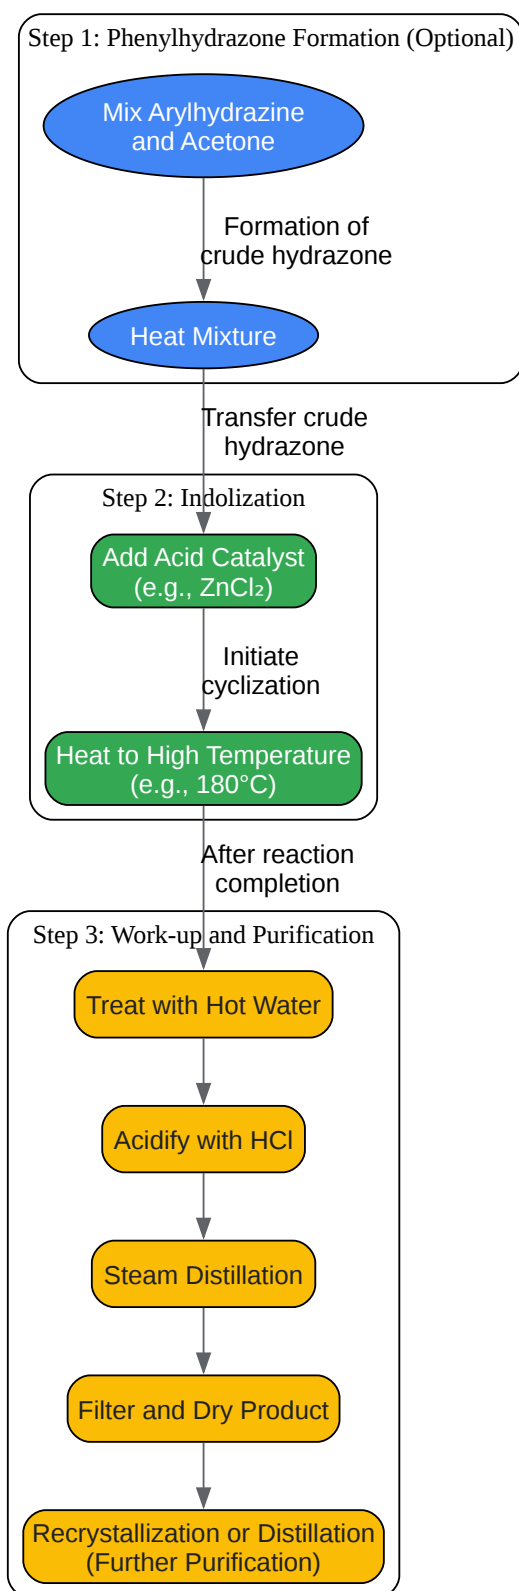 Step 1: Phenylhydrazone Formation (Optional)
Mix Arylhydrazine
and Acetone
Formation of
crude hydrazone
Heat Mixture
Transfer crude
hydrazone
Step 2: Indolization
Add Acid Catalyst
(e.g., ZnCl₂)
Initiate
cyclization
Heat to High Temperature
(e.g., 180°C)
After reaction
completion
Step 3: Work-up and Purification
Treat with Hot Water
Acidify with HCl
Steam Distillation
Filter and Dry Product
Recrystallization or Distillation
(Further Purification)